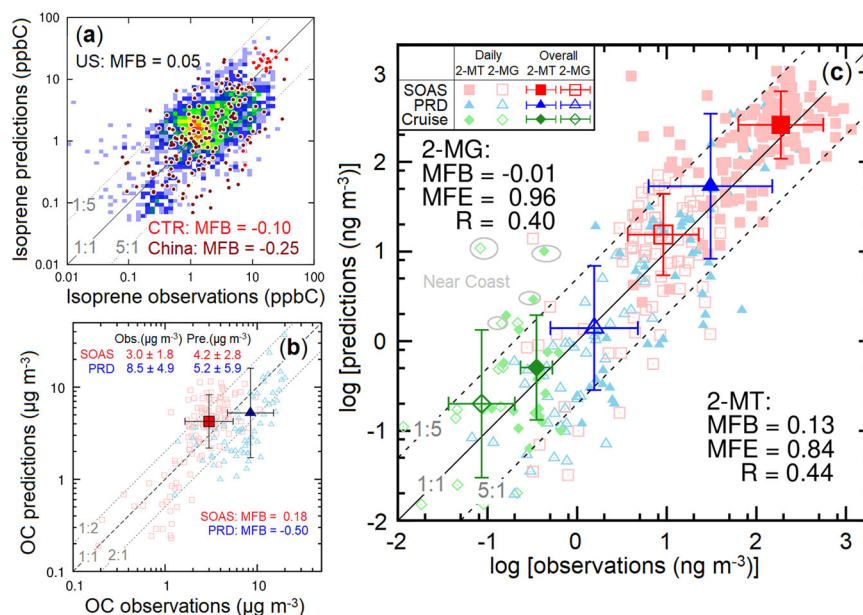 (a)
US: MFB = 0.05
CTR: MFB = -0.10
China: MFB = -0.25
1:5
1:1
5:1
100
10
1
0.1
0.01
0.01 0.1 1 10 100
Isoprene predictions (ppbC)
Isoprene observations (ppbC)
(b)
Obs.(µg m⁻³) Pre.(µg m⁻³)
SOAS 3.0 ± 1.8 4.2 ± 2.8
PRD 8.5 ± 4.9 5.2 ± 5.9
SOAS: MFB = 0.18
PRD: MFB = -0.50
1:2
1:1
2:1
100
10
1
0.1
0.1 1 10 100
OC predictions (µg m⁻³)
OC observations (µg m⁻³)
(c)
Daily Overall
2-MT 2-MG 2-MT 2-MG
SOAS
PRD
Cruise
2-MG:
MFB = -0.01
MFE = 0.96
R = 0.40
Near Coast
2-MT:
MFB = 0.13
MFE = 0.84
R = 0.44
1:5
1:1
5:1
3
2
1
0
-1
-2
-2 -1 0 1 2 3
log [predictions (ng m⁻³)]
log [observations (ng m⁻³)]